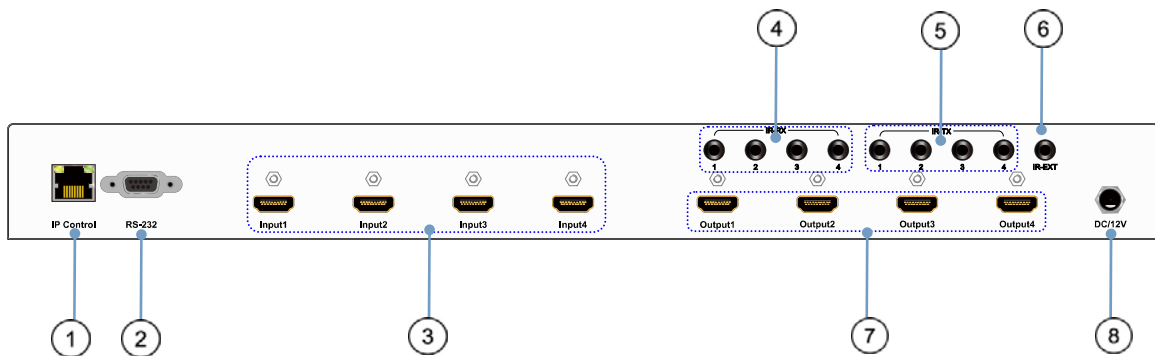 4
5
6
IR-RX
IR-TX
1 2 3 4
1 2 3 4
IR-EXT
IP Control
RS-232
Input1
Input2
Input3
Input4
Output1
Output2
Output3
Output4
DC/12V
1
2
3
7
8